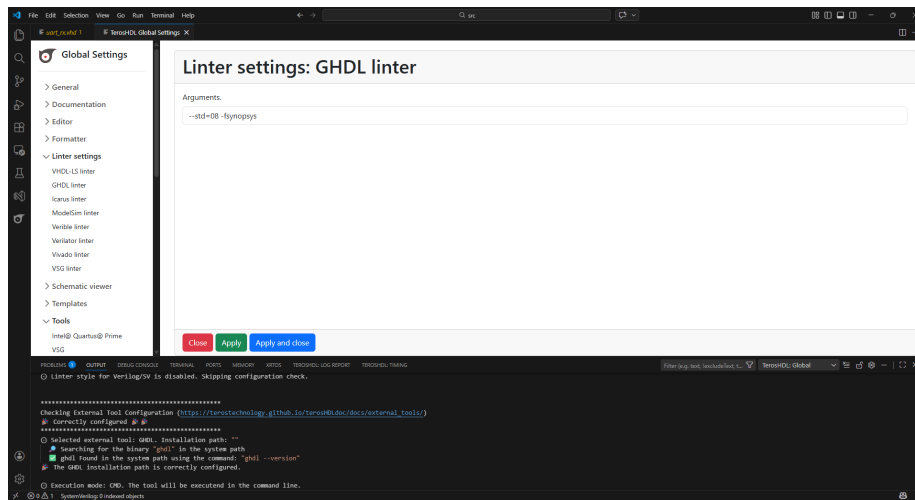 File Edit Selection View Go Run Terminal Help
src
uart_rx.vhd 1
TerosHDL Global Settings
Global Settings
General
Documentation
Editor
Formatter
Linter settings
VHDL-LS linter
GHDL linter
Icarus linter
ModelSim linter
Verible linter
Verilator linter
Vivado linter
VSG linter
Schematic viewer
Templates
Tools
Intel® Quartus® Prime
VSG
Linter settings: GHDL linter
Arguments.
--std=08 -fsynopsys
Close Apply Apply and close
PROBLEMS 1 OUTPUT DEBUG CONSOLE TERMINAL PORTS MEMORY XRTOS TEROSHDL: LOG REPORT TEROSHDL: TIMING
Filter (e.g. text, !excludeText, t...
TerosHDL: Global
Linter style for Verilog/SV is disabled. Skipping configuration check.
**************************************************
Checking External Tool Configuration (https://terostechnology.github.io/terosHDLdoc/docs/external_tools/)
Correctly configured
**************************************************
Selected external tool: GHDL. Installation path: ""
Searching for the binary "ghdl" in the system path
ghdl Found in the system path using the command: "ghdl --version"
The GHDL installation path is correctly configured.
Execution mode: CMD. The tool will be executend in the command line.
0 1 SystemVerilog: 0 indexed objects